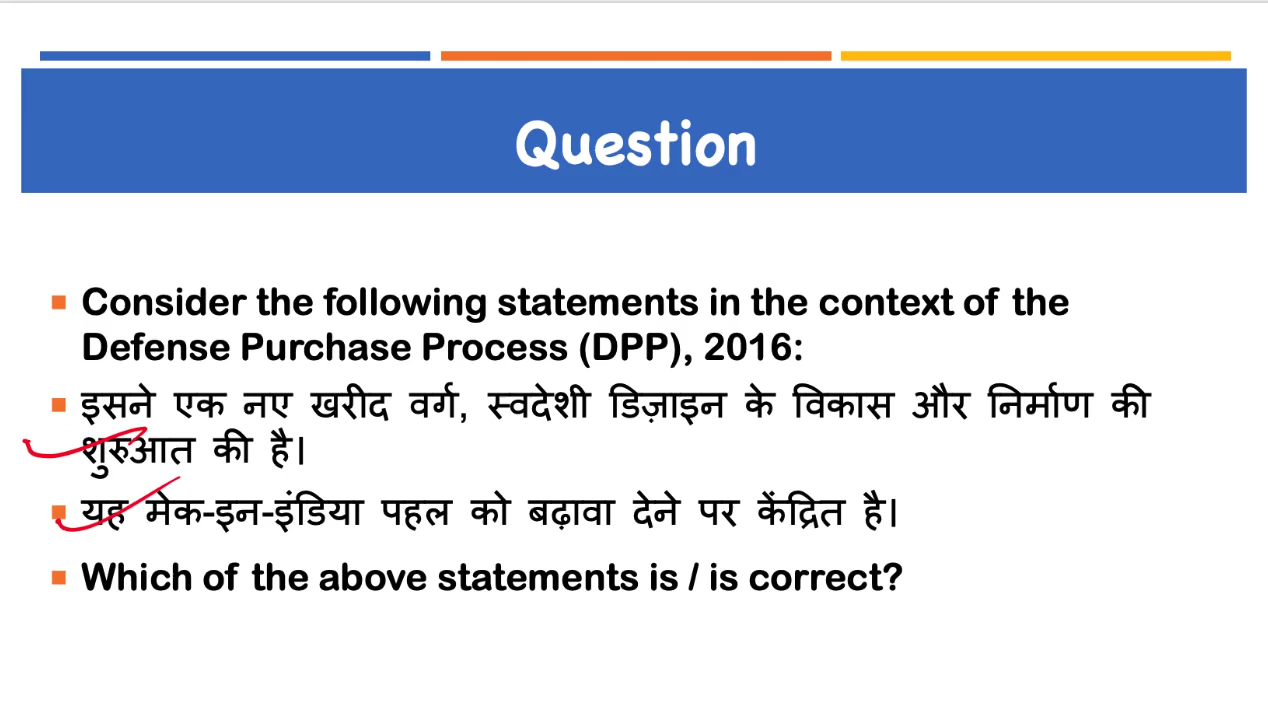 Question
Consider the following statements in the context of the
Defense Purchase Process (DPP), 2016:
इसने एक नए खरीद वर्ग, स्वदेशी डिज़ाइन के विकास और निर्माण की
शुरुआत की है।
यह मेक-इन-इंडिया पहल को बढ़ावा देने पर केंद्रित है।
Which of the above statements is / is correct?